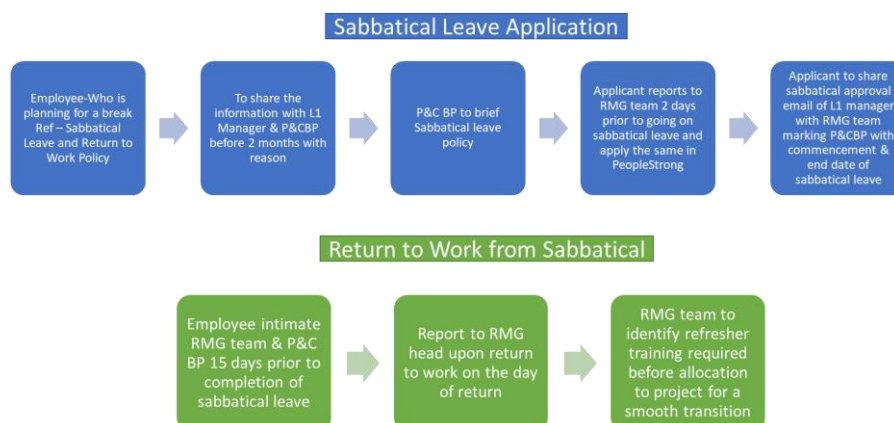 Sabbatical Leave Application
Employee-Who is
planning for a break
Ref – Sabbatical
Leave and Return to
Work Policy
To share the
information with L1
Manager & P&CBP
before 2 months with
reason
P&C BP to brief
Sabbatical leave
policy
Applicant reports to
RMG team 2 days
prior to going on
sabbatical leave and
apply the same in
PeopleStrong
Applicant to share
sabbatical approval
email of L1 manager
with RMG team
marking P&CBP with
commencement &
end date of
sabbatical leave
Return to Work from Sabbatical
Employee intimate
RMG team & P&C
BP 15 days prior to
completion of
sabbatical leave
Report to RMG
head upon return
to work on the day
of return
RMG team to
identify refresher
training required
before allocation
to project for a
smooth transition